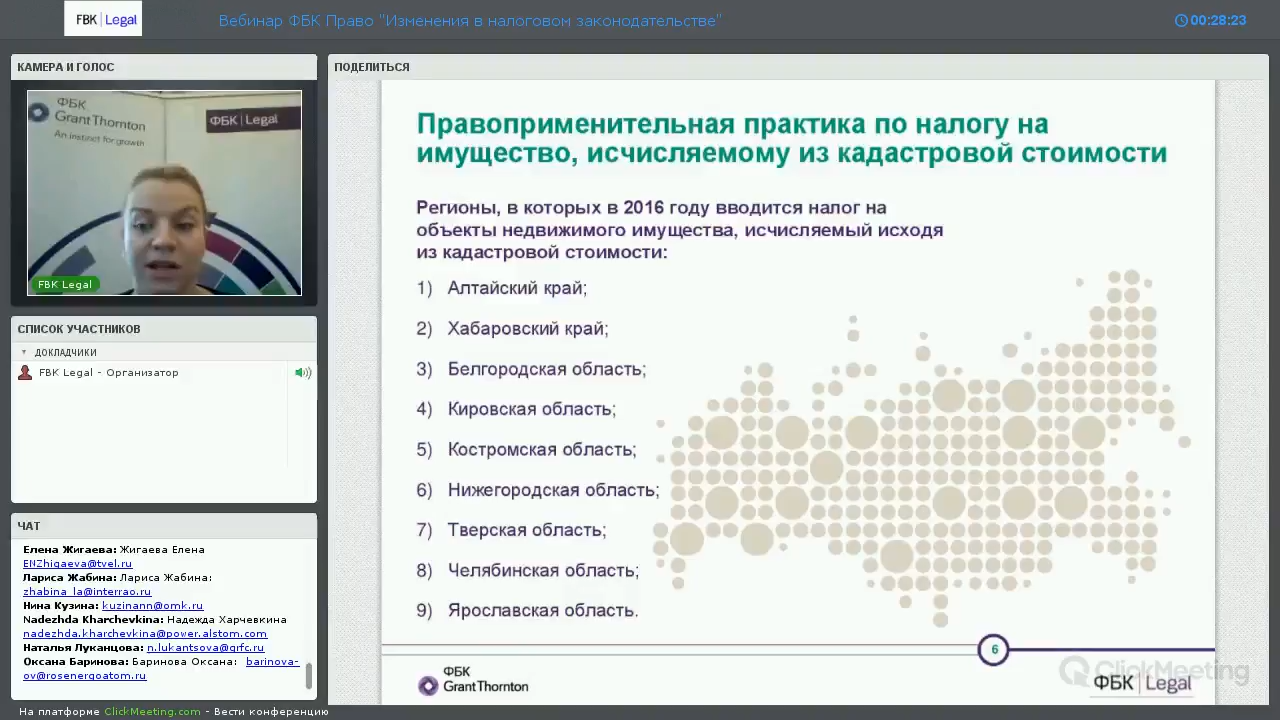 FBK Legal
Вебинар ФБК Право "Изменения в налоговом законодательстве"
00:28:23
КАМЕРА И ГОЛОС
ФБК
Grant Thornton
An instinct for growth
ФБК Legal
FBK Legal
СПИСОК УЧАСТНИКОВ
ДОКЛАДЧИКИ
FBK Legal - Организатор
ЧАТ
Елена Жигаева: Жигаева Елена
ENZhigaeva@tvel.ru
Лариса Жабина: Лариса Жабина:
zhabina_la@interrao.ru
Нина Кузина: kuzinann@omk.ru
Nadezhda Kharchevkina: Надежда Харчевкина
nadezhda.kharchevkina@power.alstom.com
Наталья Луканцова: n.lukantsova@grfc.ru
Оксана Баринова: Баринова Оксана: barinova-
ov@rosenergoatom.ru
ПОДЕЛИТЬСЯ
Правоприменительная практика по налогу на
имущество, исчисляемому из кадастровой стоимости
Регионы, в которых в 2016 году вводится налог на
объекты недвижимого имущества, исчисляемый исходя
из кадастровой стоимости:
1) Алтайский край;
2) Хабаровский край;
3) Белгородская область;
4) Кировская область;
5) Костромская область;
6) Нижегородская область;
7) Тверская область;
8) Челябинская область;
9) Ярославская область.
6
ФБК
Grant Thornton
ClickMeeting
ФБК Legal
На платформе ClickMeeting.com - Вести конференцию